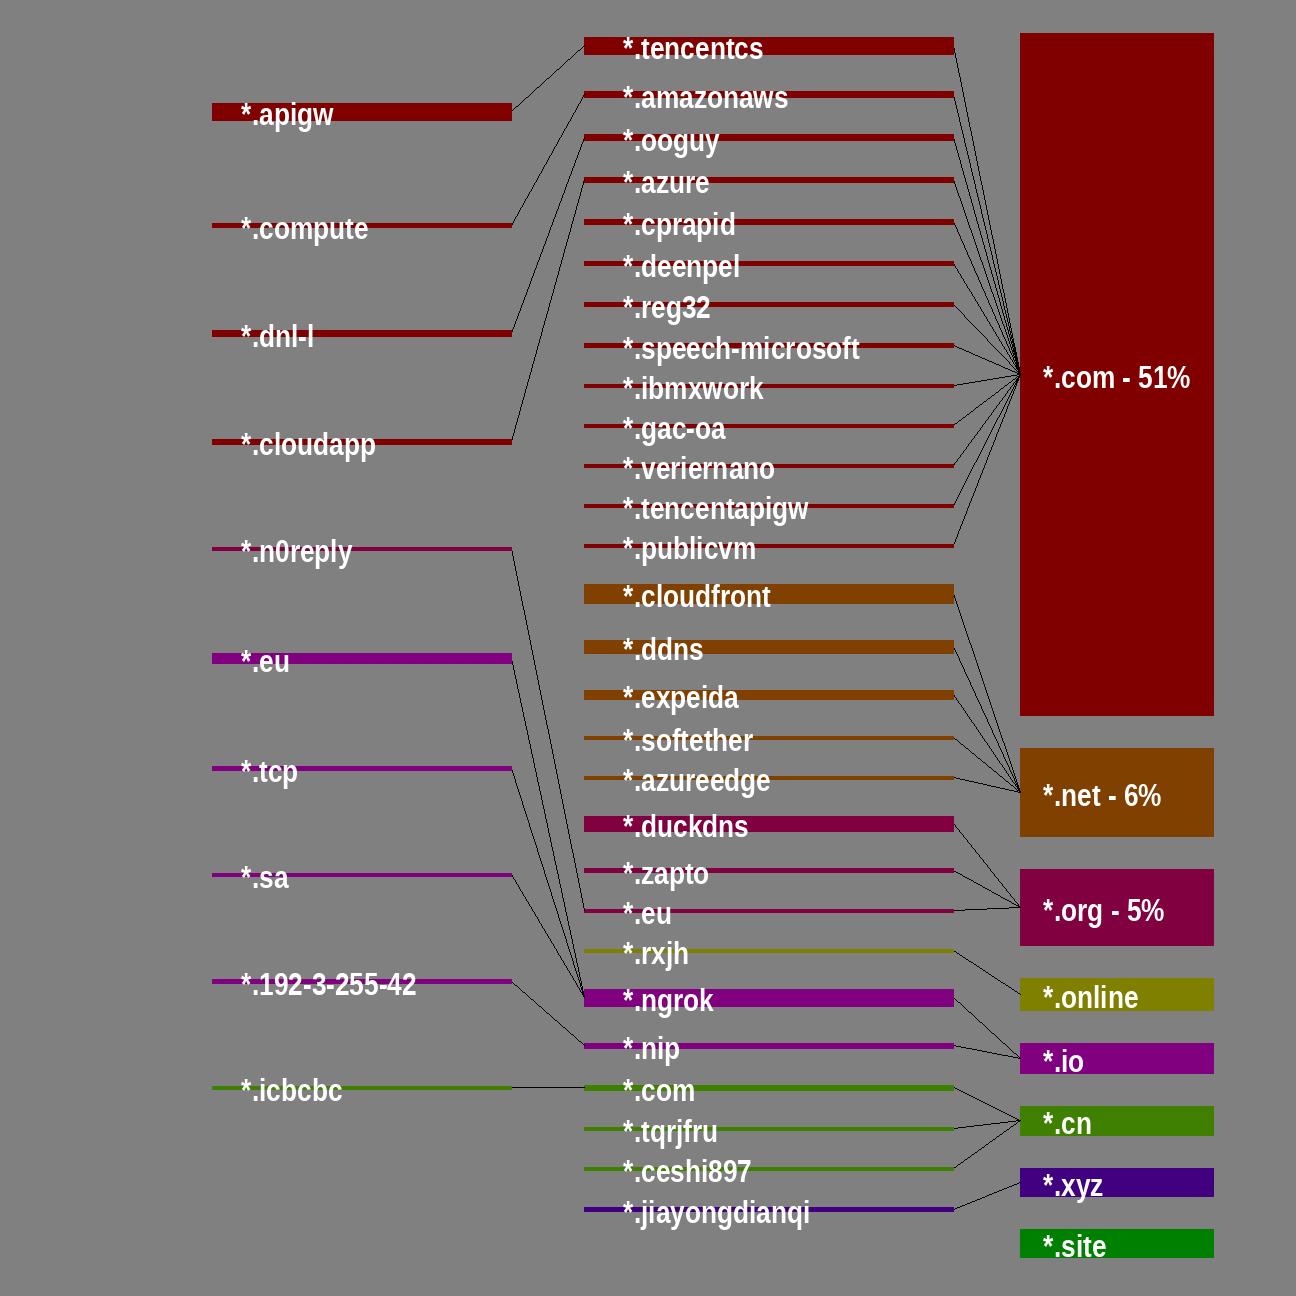 *.apigw
*.compute
*.dnl-l
*.cloudapp
*.n0reply
*.eu
*.tcp
*.sa
*.192-3-255-42
*.icbcbc
*.tencentcs
*.amazonaws
*.ooguy
*.azure
*.cprapid
*.deenpel
*.reg32
*.speech-microsoft
*.ibmxwork
*.gac-oa
*.veriernano
*.tencentapigw
*.publicvm
*.cloudfront
*.ddns
*.expeida
*.softether
*.azureedge
*.duckdns
*.zapto
*.eu
*.rxjh
*.ngrok
*.nip
*.com
*.tqrjfru
*.ceshi897
*.jiayongdianqi
*.com - 51%
*.net - 6%
*.org - 5%
*.online
*.io
*.cn
*.xyz
*.site